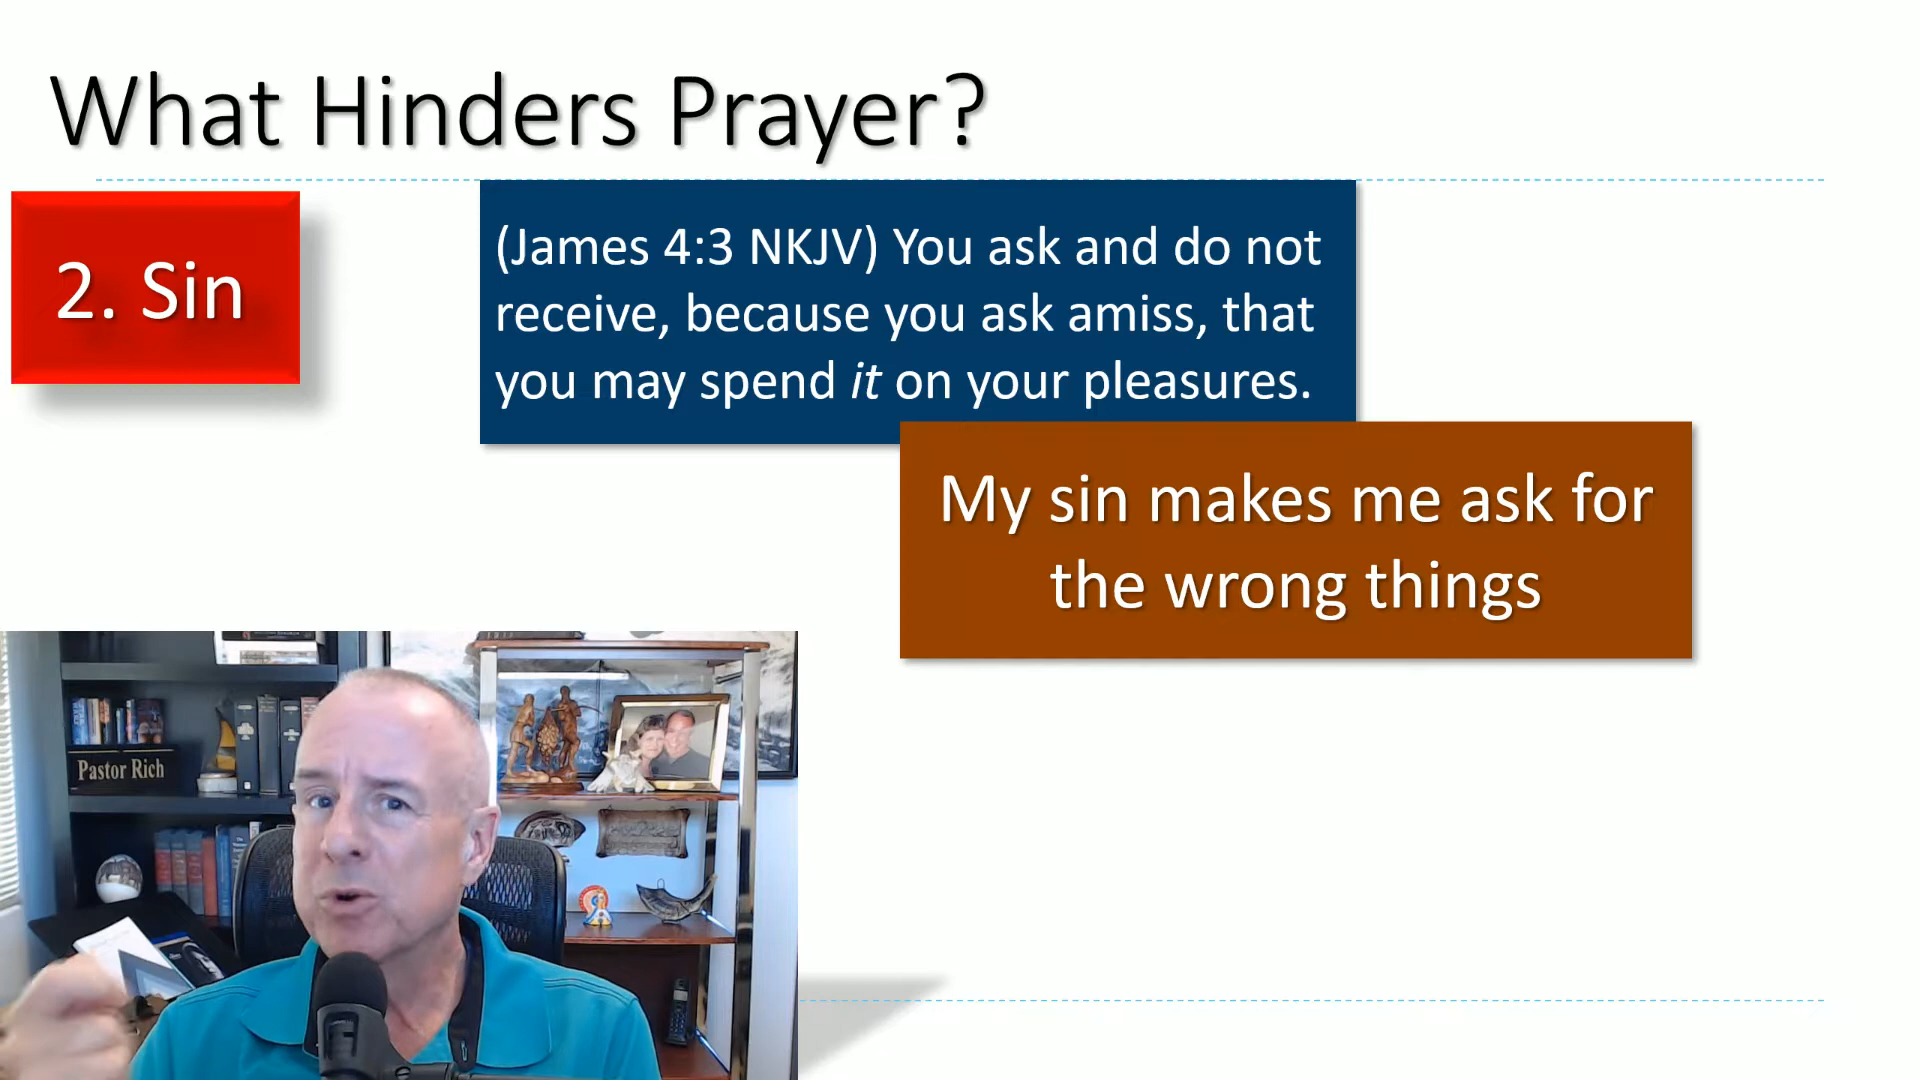 What Hinders Prayer?
2. Sin
(James 4:3 NKJV) You ask and do not
receive, because you ask amiss, that
you may spend it on your pleasures.
My sin makes me ask for
the wrong things
Pastor Rich